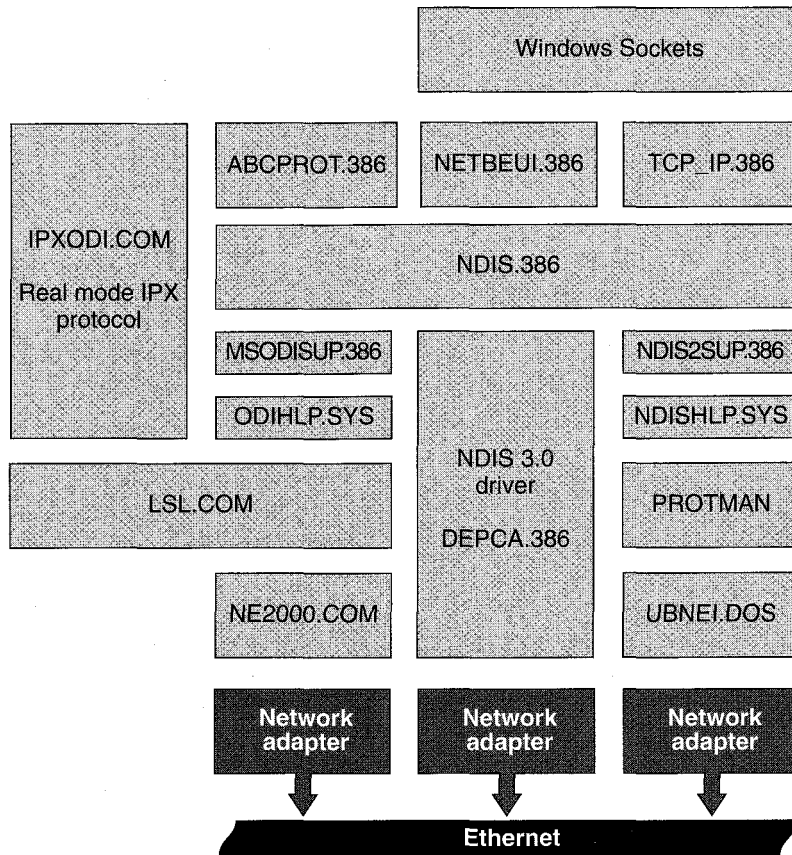 Windows Sockets
ABCPROT.386
NETBEUI.386
TCP_IP.386
IPXODI.COM
Real mode IPX
protocol
NDIS.386
MSODISUP.386
NDIS2SUP.386
ODIHLP.SYS
NDISHLP.SYS
NDIS 3.0
driver
DEPCA.386
LSL.COM
PROTMAN
NE2000.COM
UBNEI.DOS
Network
adapter
Network
adapter
Network
adapter
Ethernet